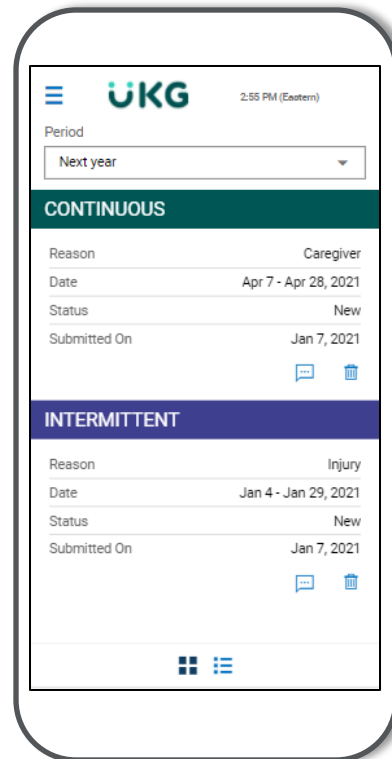 UKG 2:55 PM (Eastern)
Period
Next year
CONTINUOUS
Reason Caregiver
Date Apr 7 - Apr 28, 2021
Status New
Submitted On Jan 7, 2021
INTERMITTENT
Reason Injury
Date Jan 4 - Jan 29, 2021
Status New
Submitted On Jan 7, 2021